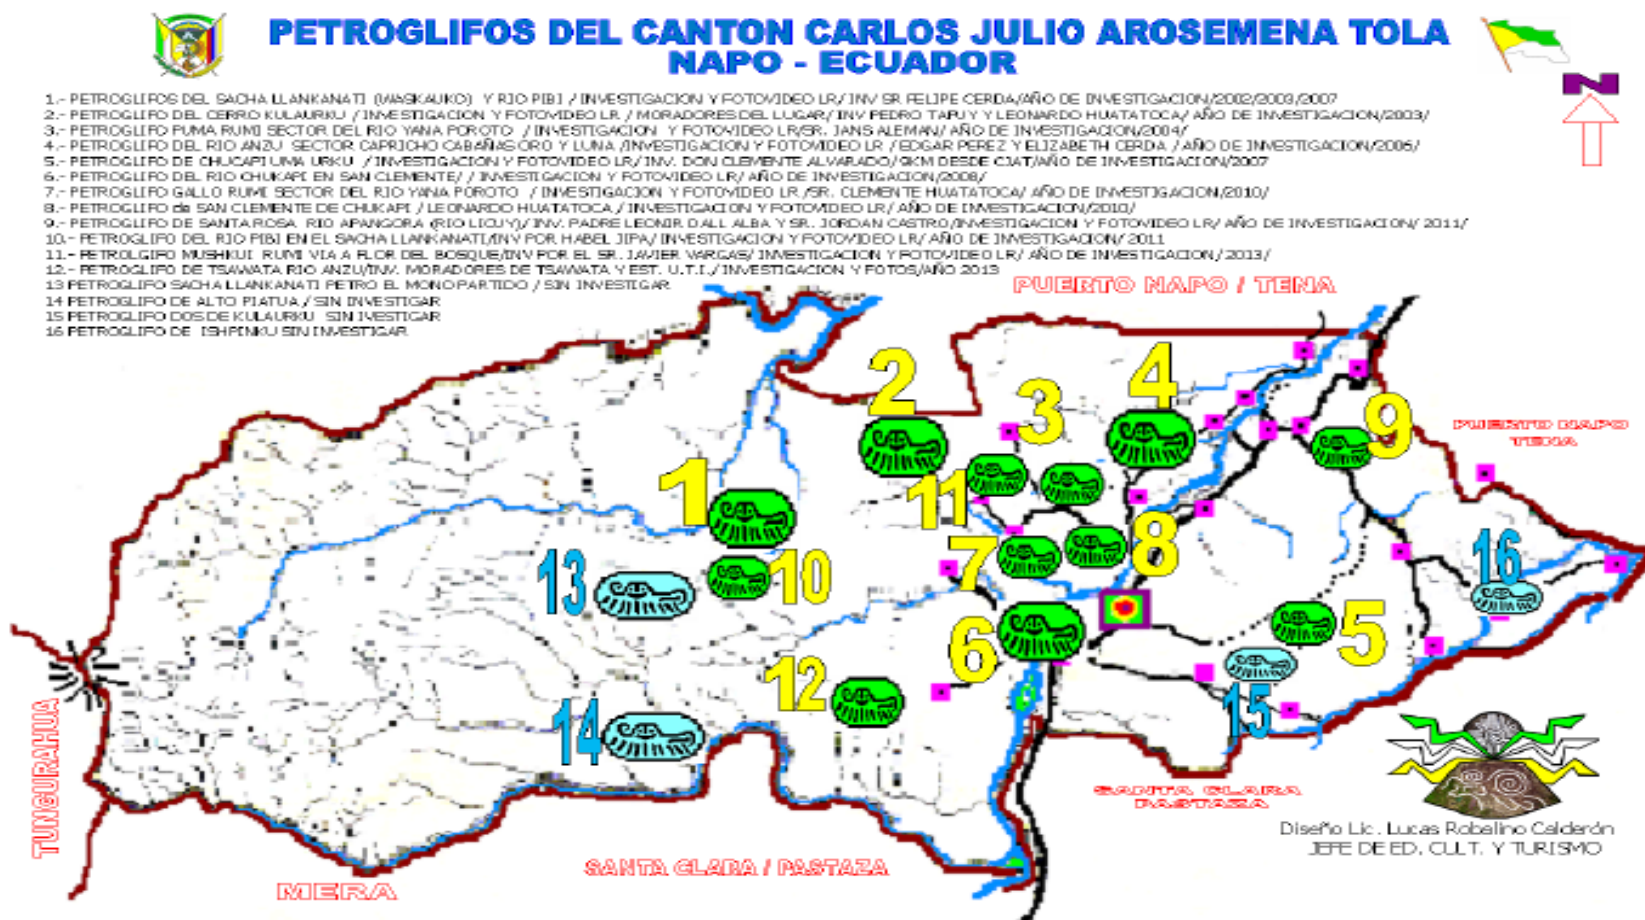 PETROGLIFOS DEL CANTON CARLOS JULIO AROSEMENA TOLA
NAPO - ECUADOR
N
1.- PETROGLIFOS DEL SACHA LLANKANATI (WASKAUKO) Y RIO PIBI / INVESTIGACION Y FOTOVIDEO LR/ INV SR FELIPE CERDA/AÑO DE INVESTIGACION/2002/2003/2007
2.- PETROGLIFO DEL CERRO KULAURKU / INVESTIGACION Y FOTOVIDEO LR / MORADORES DEL LUGAR/ INV PEDRO TAPUY Y LEONARDO HUATATOCA/ AÑO DE INVESTIGACION/2003/
3.- PETROGLIFO PUMA RUMI SECTOR DEL RIO YANA POROTO / INVESTIGACION Y FOTOVIDEO LR/SR. JANS ALEMAN/ AÑO DE INVESTIGACION/2004/
4.- PETROGLIFO DEL RIO ANZU SECTOR CAPRICHO CABAÑAS ORO Y LUNA /INVESTIGACION Y FOTOVIDEO LR / EDGAR PEREZ Y ELIZABETH CERDA / AÑO DE INVESTIGACION/2006/
5.- PETROGLIFO DE CHUCAPI UMA URKU / INVESTIGACION Y FOTOVIDEO LR/ INV. DON CLEMENTE ALVARADO/9KM DESDE CJAT/AÑO DE INVESTIGACION/2007
6.- PETROGLIFO DEL RIO CHUKAPI EN SAN CLEMENTE/ / INVESTIGACION Y FOTOVIDEO LR/ AÑO DE INVESTIGACION/2008/
7.- PETROGLIFO GALLO RUMI SECTOR DEL RIO YANA POROTO / INVESTIGACION Y FOTOVIDEO LR /SR. CLEMENTE HUATATOCA/ AÑO DE INVESTIGACION/2010/
8.- PETROGLIFO de SAN CLEMENTE DE CHUKAPI / LEONARDO HUATATOCA / INVESTIGACION Y FOTOVIDEO LR/ AÑO DE INVESTIGACION/2010/
9.- PETROGLIFO DE SANTA ROSA RIO APANGORA (RIO LICUY)/ INV. PADRE LEONIR DALL ALBA Y SR. JORDAN CASTRO/INVESTIGACION Y FOTOVIDEO LR/ AÑO DE INVESTIGACION/ 2011/
10.- PETROGLIFO DEL RIO PIBI EN EL SACHA LLANKANATI/INV POR HABEL JIPA/ INVESTIGACION Y FOTOVIDEO LR/ AÑO DE INVESTIGACION/ 2011
11.- PETROLGIFO MUSHKUI RUMI VIA A FLOR DEL BOSQUE/INV POR EL SR. JAVIER VARGAS/ INVESTIGACION Y FOTOVIDEO LR/ AÑO DE INVESTIGACION / 2013/
12.- PETROGLIFO DE TSAWATA RIO ANZU/INV. MORADORES DE TSAWATA Y EST. U.T.I./ INVESTIGACION Y FOTOS/AÑO 2013
13 PETROGLIFO SACHA LLANKANATI PETRO EL MONO PARTIDO / SIN INVESTIGAR
14 PETROGLIFO DE ALTO PIATUA / SIN INVESTIGAR
15 PETROGLIFO DOS DE KULAURKU SIN IVESTIGAR
16 PETROGLIFO DE ISHPINKU SIN INVESTIGAR
PUERTO NAPO / TENA
2
4
3
9
PUERTO NAPO
TENA
1
11
8
16
7
13
10
6
5
12
15
14
TUNGURAHUA
SANTA CLARA
PASTAZA
Diseño Lic. Lucas Robalino Calderón
JEFE DE ED. CULT. Y TURISMO
SANTA CLARA / PASTAZA
MERA